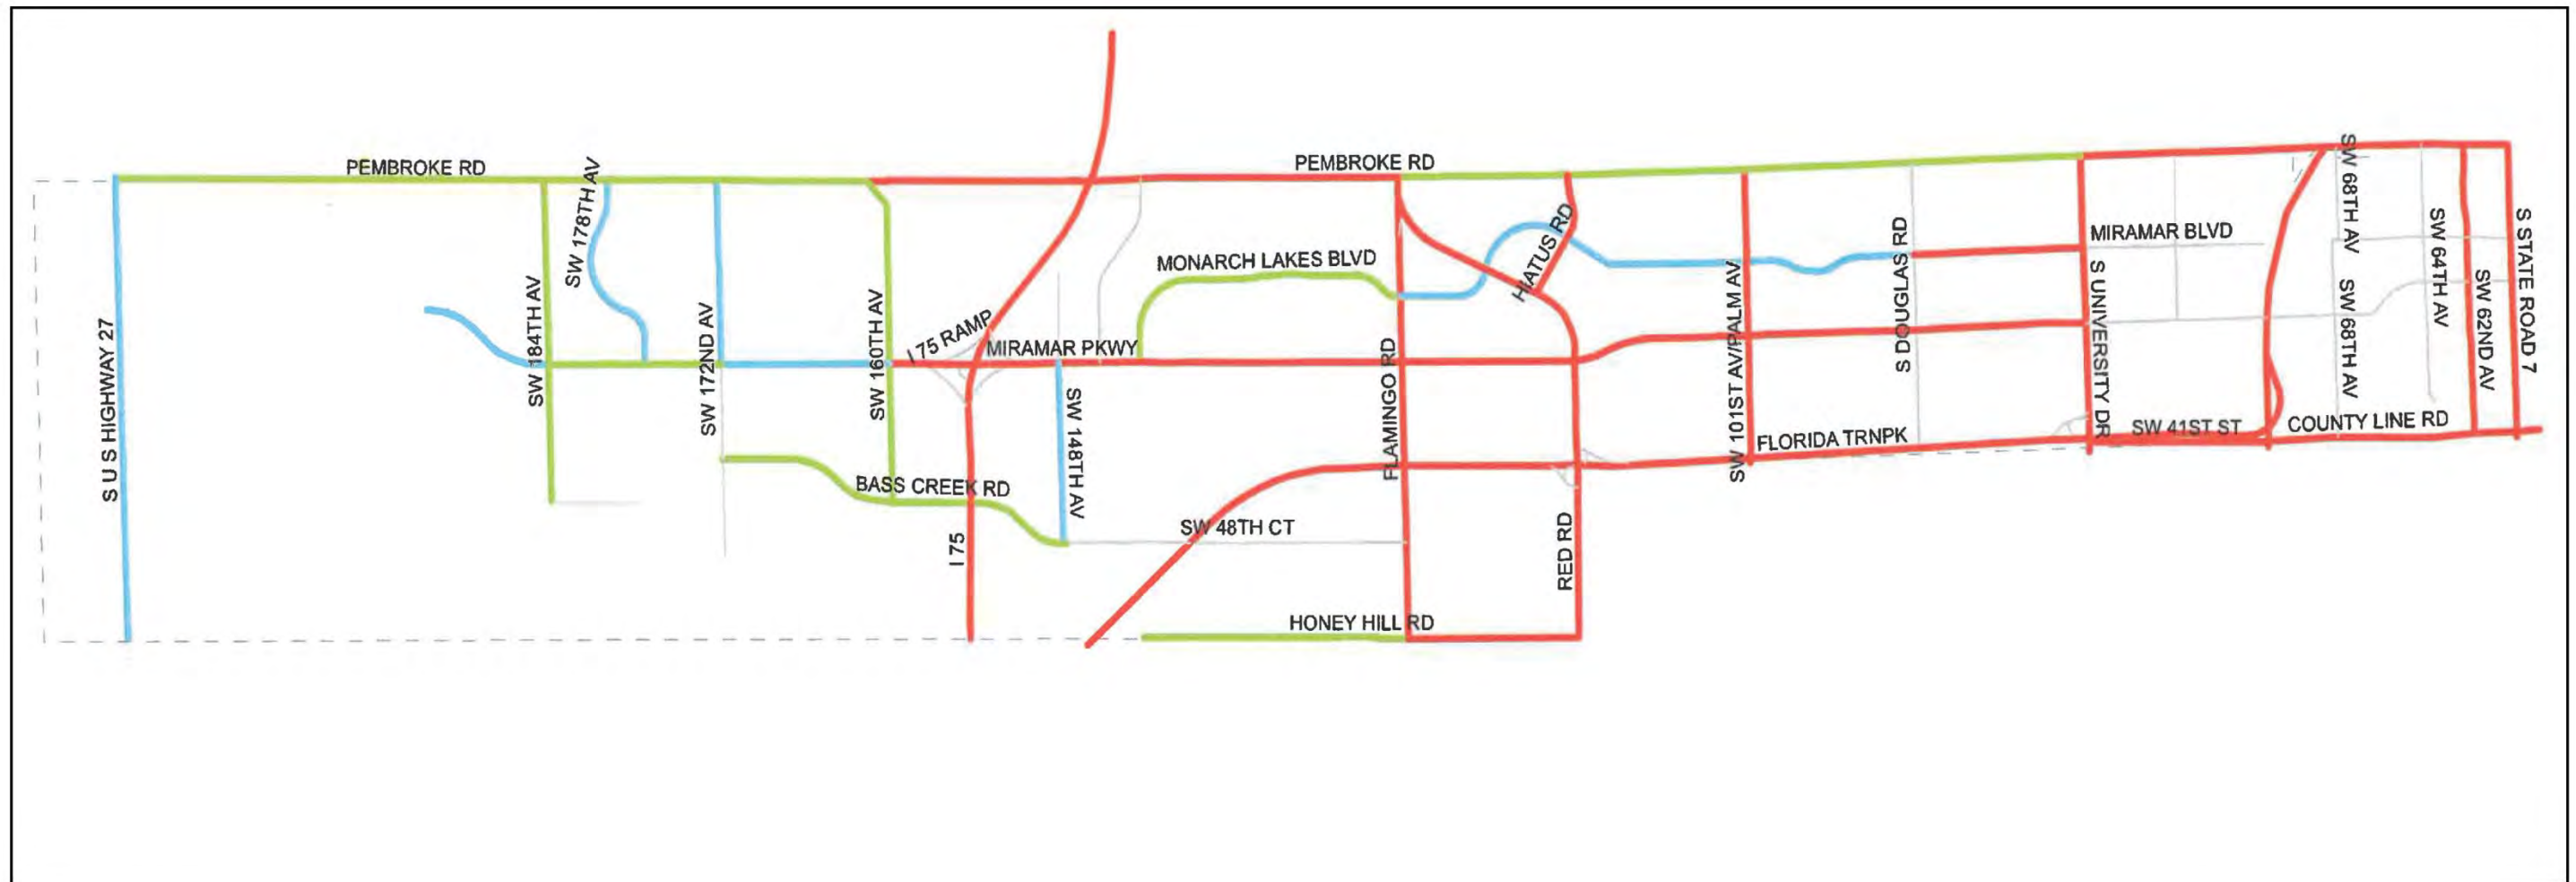 PEMBROKE RD
PEMBROKE RD
SW 178TH AV
SW 68TH AV
HIATUS RD
MIRAMAR BLVD
S DOUGLAS RD
SW 64TH AV
S STATE ROAD 7
MONARCH LAKES BLVD
SW 184TH AV
SW 172ND AV
SW 160TH AV
I 75 RAMP
MIRAMAR PKWY
S U S HIGHWAY 27
SW 148TH AV
FLAMINGO RD
SW 101ST AV/PALM AV
S UNIVERSITY DR
SW 68TH AV
SW 62ND AV
FLORIDA TRNPK
SW 41ST ST
COUNTY LINE RD
BASS CREEK RD
SW 48TH CT
I 75
RED RD
HONEY HILL RD